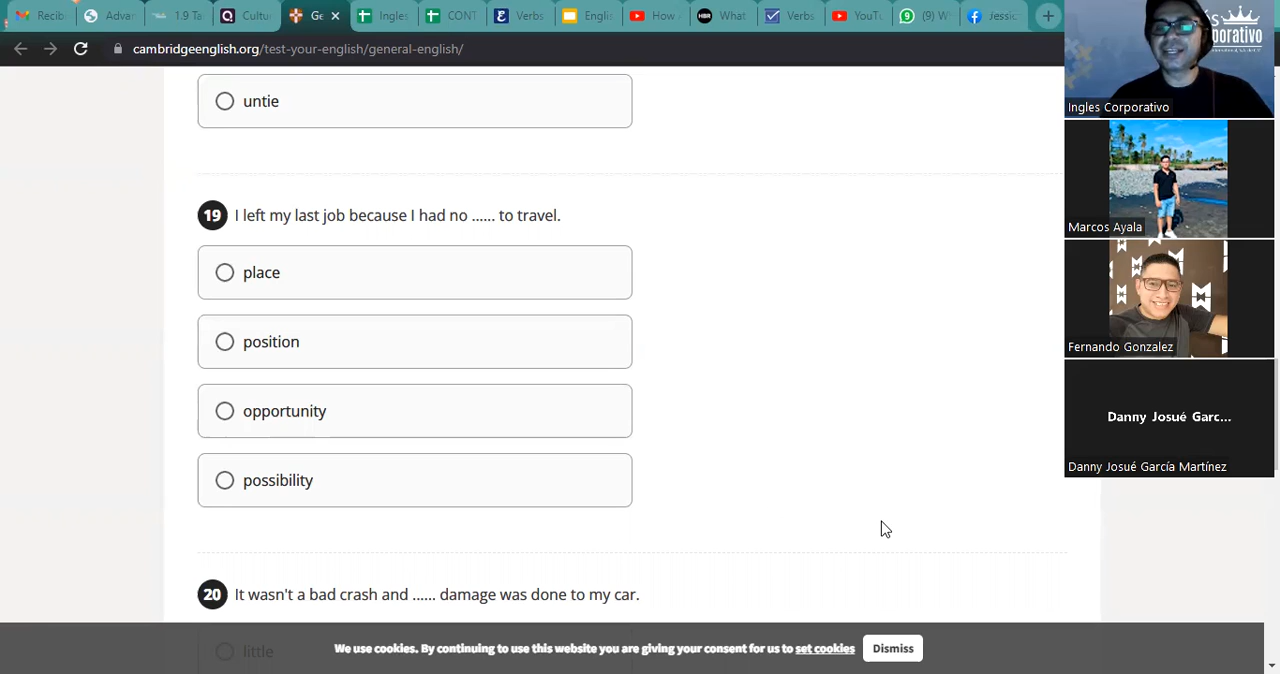 Recib
Advar
1.9 Ta
Cultu
Ge
Ingles
CONT
Verbs
Englis
How
What
Verbs
YouTu
(9) W
Jessic
cambridgeenglish.org/test-your-english/general-english/
untie
19 I left my last job because I had no ...... to travel.
place
position
opportunity
possibility
20 It wasn't a bad crash and ...... damage was done to my car.
little
We use cookies. By continuing to use this website you are giving your consent for us to set cookies
Dismiss
Ingles Corporativo
Marcos Ayala
Fernando Gonzalez
Danny Josué Garc...
Danny Josué García Martínez